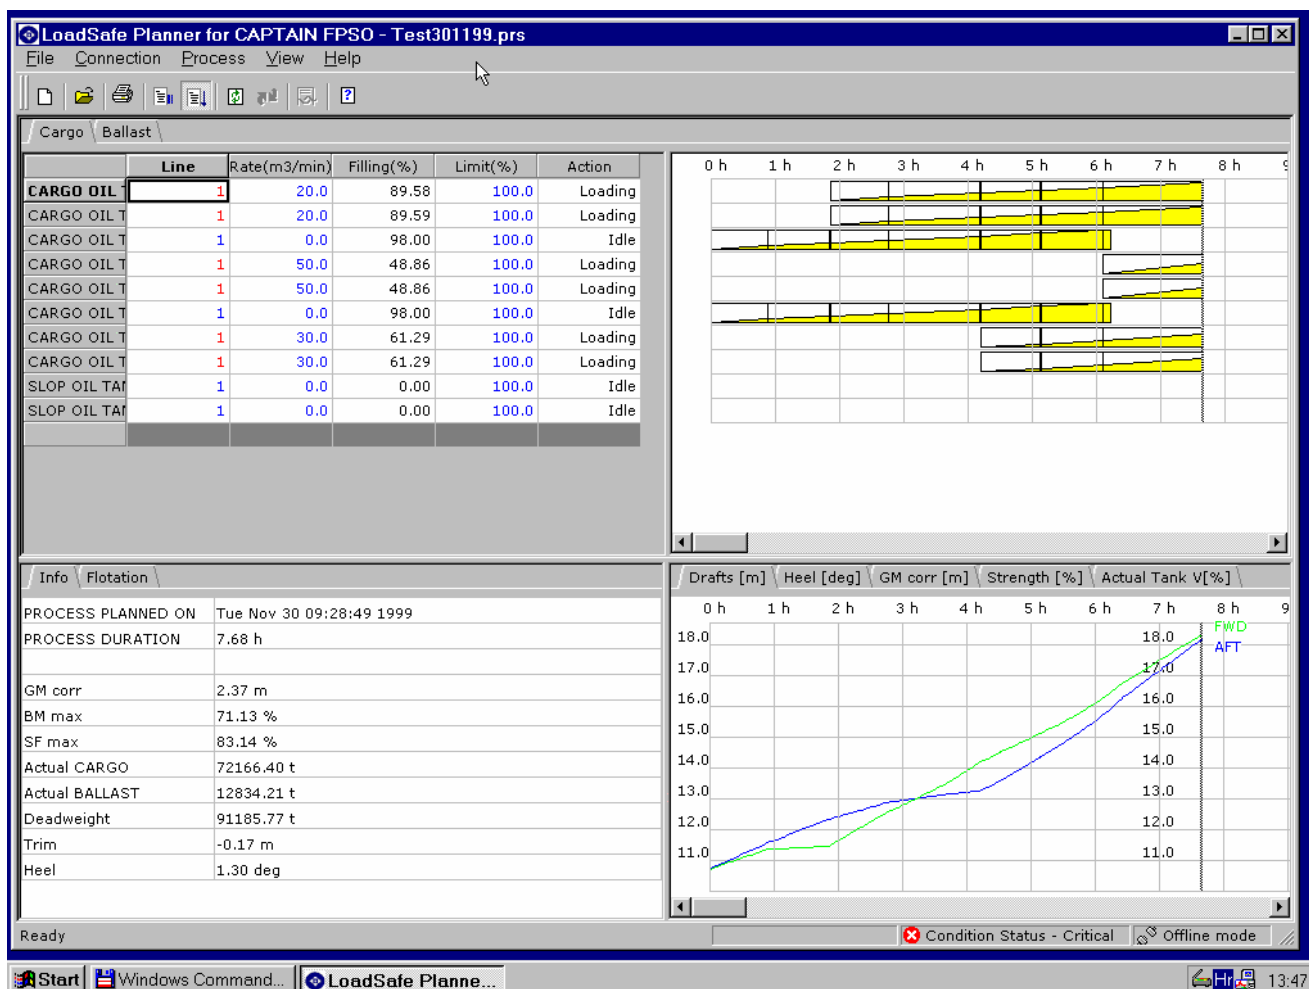 LoadSafe Planner for CAPTAIN FPSO - Test301199.prs
File Connection Process View Help
Cargo Ballast
Line Rate(m3/min) Filling(%) Limit(%) Action
CARGO OIL T 1 20.0 89.58 100.0 Loading
CARGO OIL T 1 20.0 89.59 100.0 Loading
CARGO OIL T 1 0.0 98.00 100.0 Idle
CARGO OIL T 1 50.0 48.86 100.0 Loading
CARGO OIL T 1 50.0 48.86 100.0 Loading
CARGO OIL T 1 0.0 98.00 100.0 Idle
CARGO OIL T 1 30.0 61.29 100.0 Loading
CARGO OIL T 1 30.0 61.29 100.0 Loading
SLOP OIL TAN 1 0.0 0.00 100.0 Idle
SLOP OIL TAN 1 0.0 0.00 100.0 Idle
0 h 1 h 2 h 3 h 4 h 5 h 6 h 7 h 8 h 9
Info Flotation
PROCESS PLANNED ON Tue Nov 30 09:28:49 1999
PROCESS DURATION 7.68 h
GM corr 2.37 m
BM max 71.13 %
SF max 83.14 %
Actual CARGO 72166.40 t
Actual BALLAST 12834.21 t
Deadweight 91185.77 t
Trim -0.17 m
Heel 1.30 deg
Drafts [m] Heel [deg] GM corr [m] Strength [%] Actual Tank V[%]
0 h 1 h 2 h 3 h 4 h 5 h 6 h 7 h 8 h 9
FWD
18.0 18.0
AFT
17.0 17.0
16.0 16.0
15.0 15.0
14.0 14.0
13.0 13.0
12.0 12.0
11.0 11.0
Ready Condition Status - Critical Offline mode
Start Windows Command... LoadSafe Planne... Hr 13:47